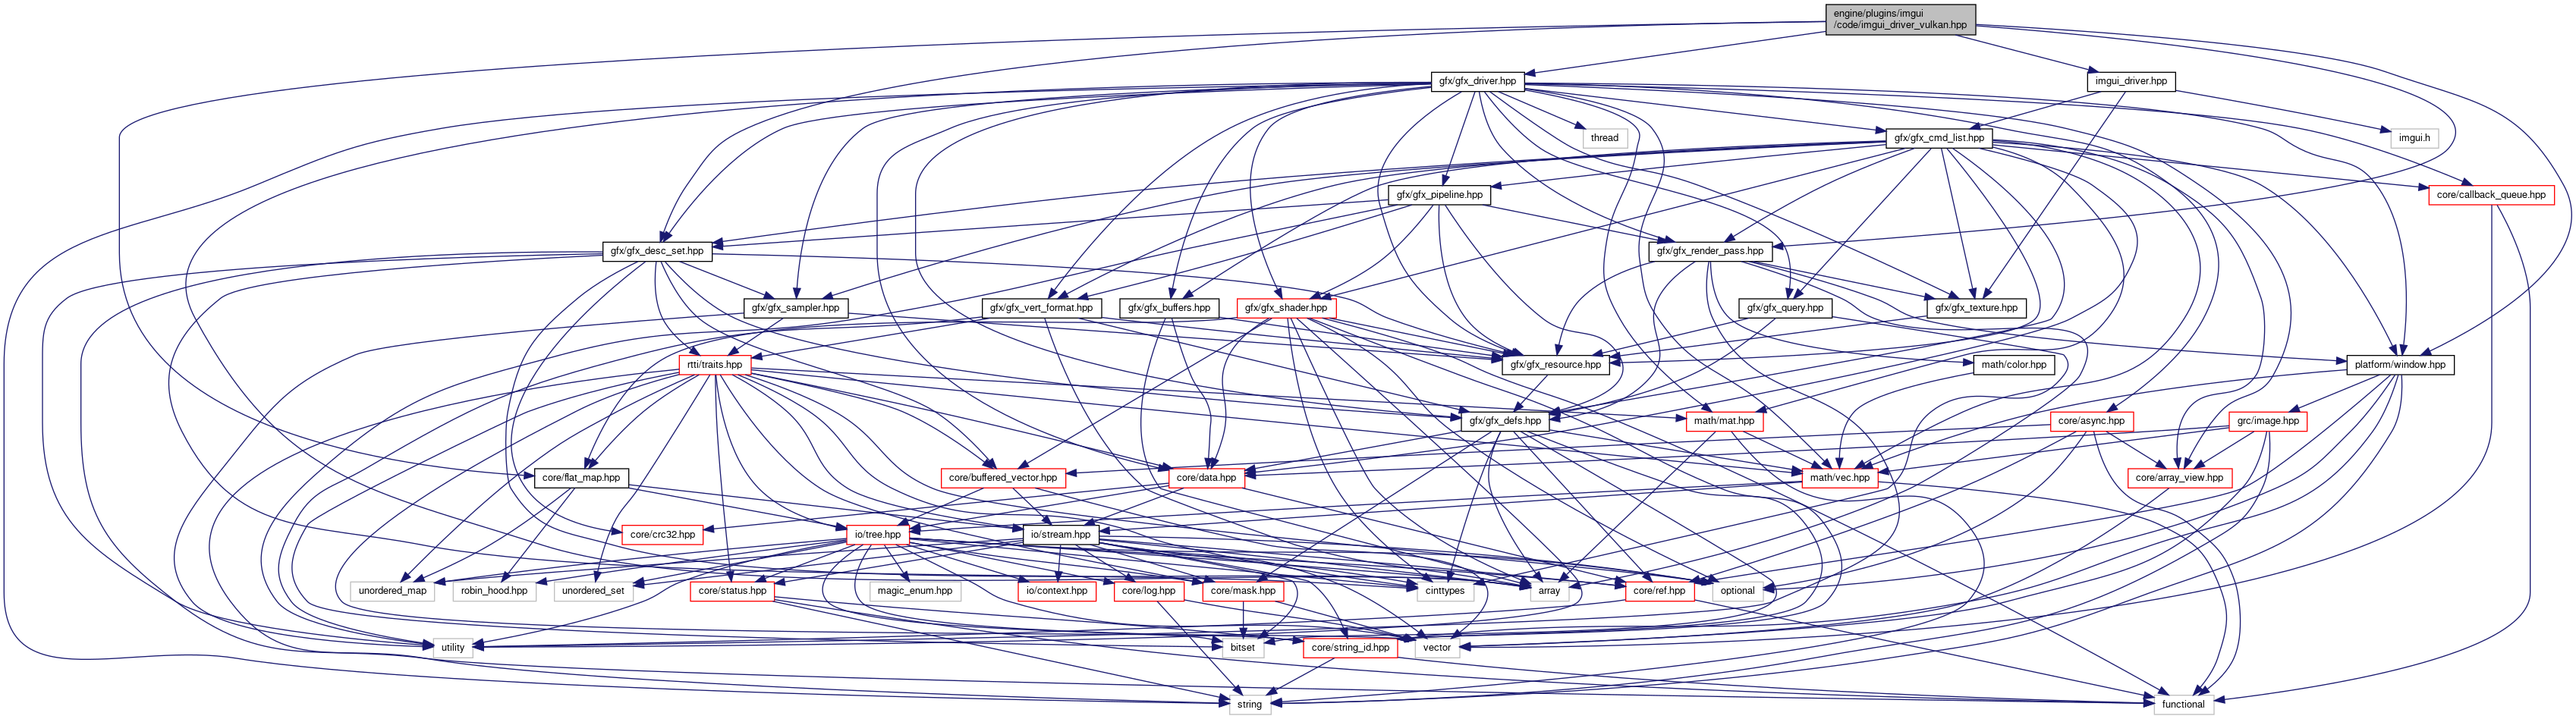 engine/plugins/imgui
/code/imgui_driver_vulkan.hpp
gfx/gfx_driver.hpp
imgui_driver.hpp
thread
gfx/gfx_cmd_list.hpp
imgui.h
gfx/gfx_pipeline.hpp
core/callback_queue.hpp
gfx/gfx_desc_set.hpp
gfx/gfx_render_pass.hpp
gfx/gfx_sampler.hpp
gfx/gfx_vert_format.hpp
gfx/gfx_buffers.hpp
gfx/gfx_shader.hpp
gfx/gfx_query.hpp
gfx/gfx_texture.hpp
rtti/traits.hpp
gfx/gfx_resource.hpp
math/color.hpp
platform/window.hpp
gfx/gfx_defs.hpp
math/mat.hpp
core/async.hpp
grc/image.hpp
core/flat_map.hpp
core/buffered_vector.hpp
core/data.hpp
math/vec.hpp
core/array_view.hpp
core/crc32.hpp
io/tree.hpp
io/stream.hpp
unordered_map
robin_hood.hpp
unordered_set
core/status.hpp
magic_enum.hpp
io/context.hpp
core/log.hpp
core/mask.hpp
cinttypes
array
core/ref.hpp
optional
utility
bitset
core/string_id.hpp
vector
string
functional